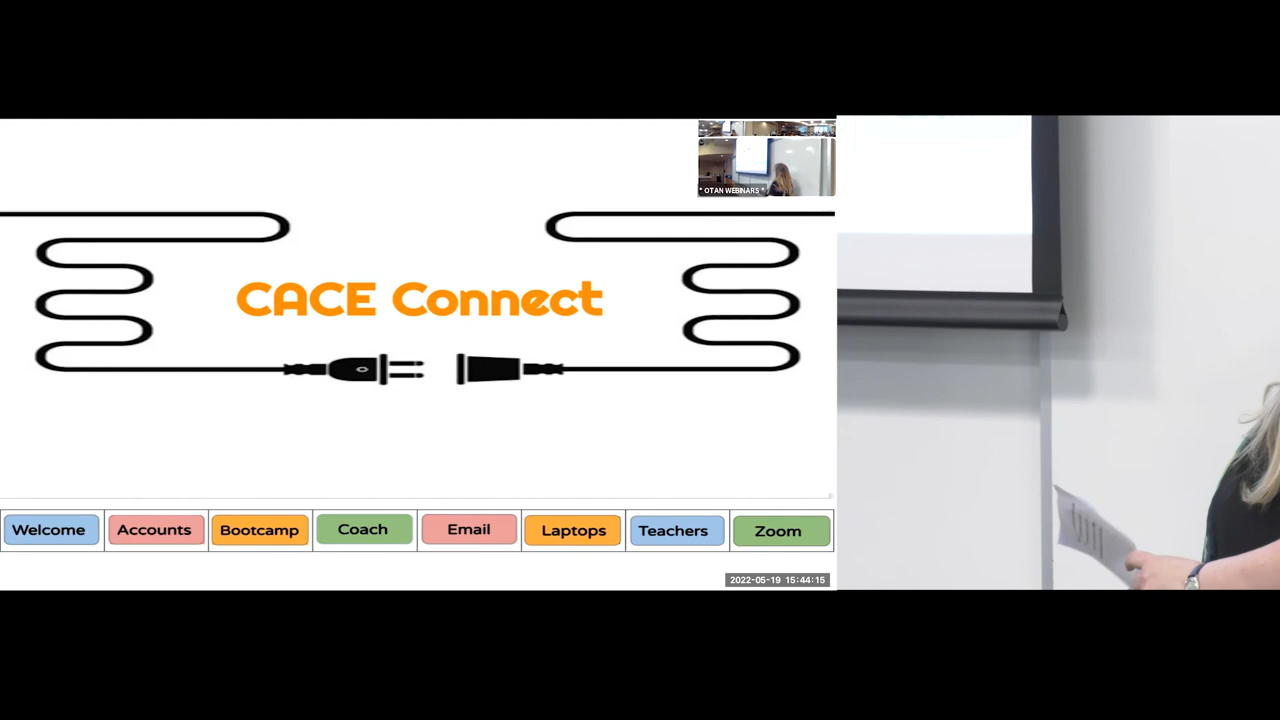 * OTAN WEBINARS *
CACE Connect
Welcome Accounts Bootcamp Coach Email Laptops Teachers Zoom
2022-05-19 15:44:15